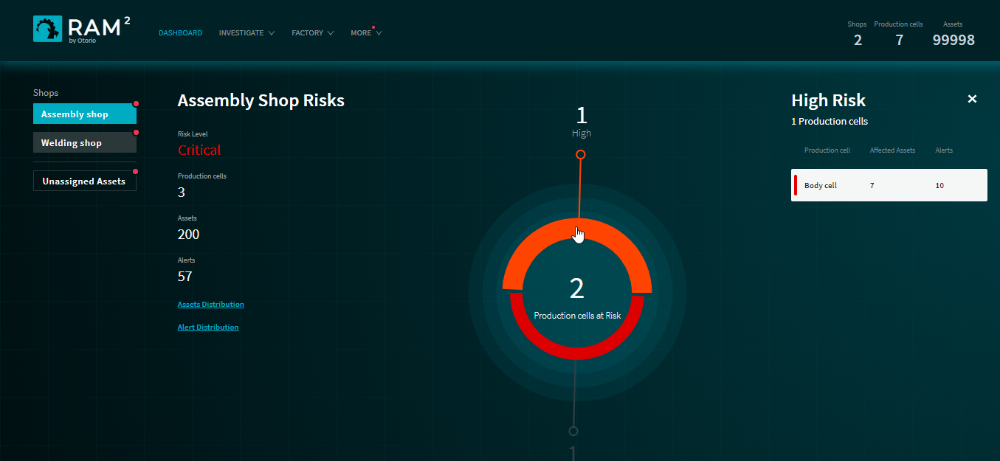 RAM 2
by Otorio
DASHBOARD INVESTIGATE FACTORY MORE
Shops Production cells Assets
2 7 99998
Shops
Assembly shop
Welding shop
Unassigned Assets
Assembly Shop Risks
Risk Level
Critical
Production cells
3
Assets
200
Alerts
57
Assets Distribution
Alert Distribution
1
High
2
Production cells at Risk
1
High Risk
1 Production cells
Production cell Affected Assets Alerts
Body cell 7 10